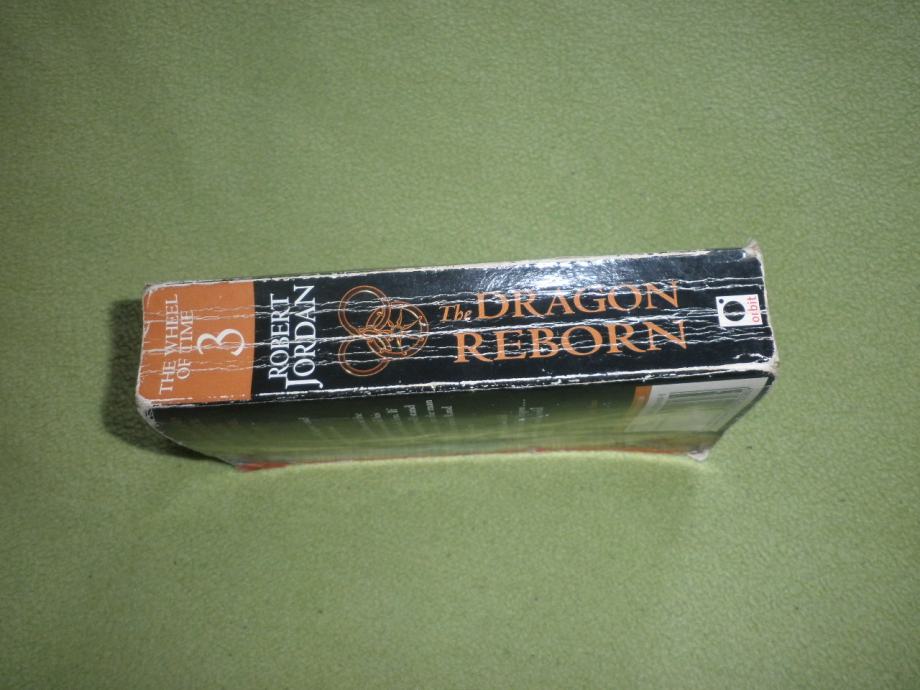 THE WHEEL
OF TIME
3
ROBERT
JORDAN
The DRAGON
REBORN
orbit